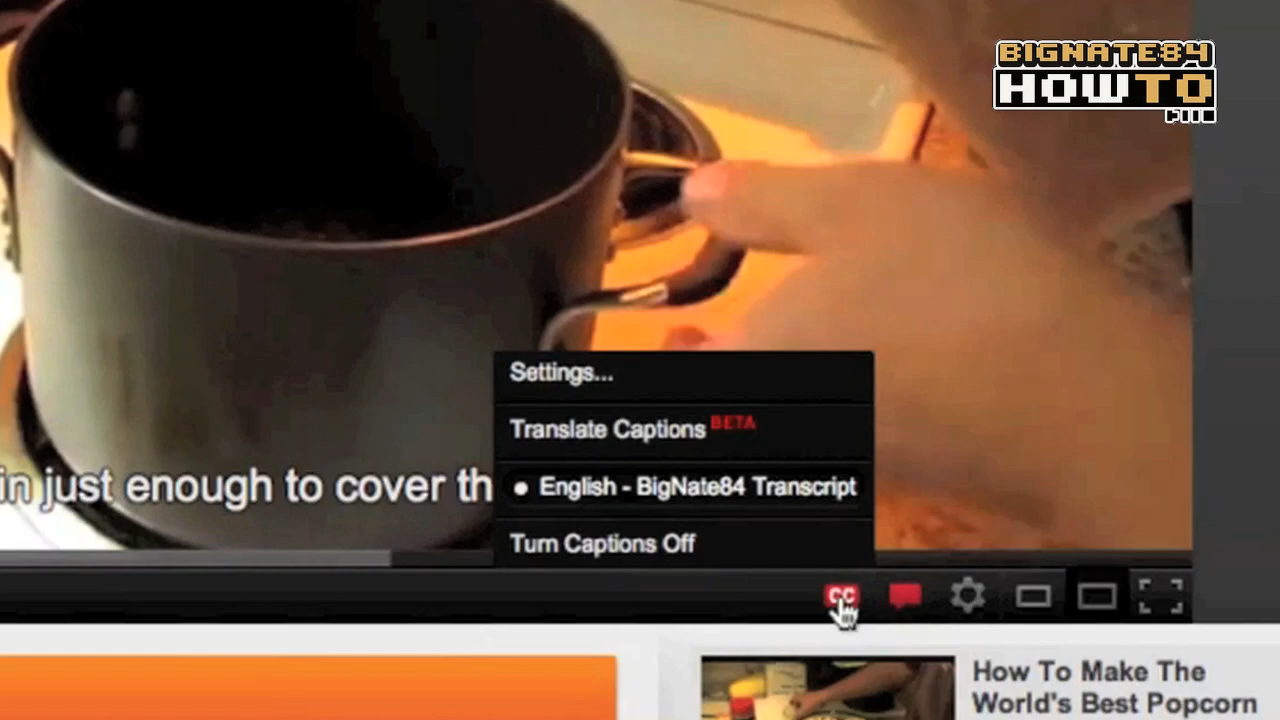 BIGNATE84
HOWTO
Settings...
Translate Captions BETA
in just enough to cover th
English - BigNate84 Transcript
Turn Captions Off
CC
How To Make The
World's Best Popcorn